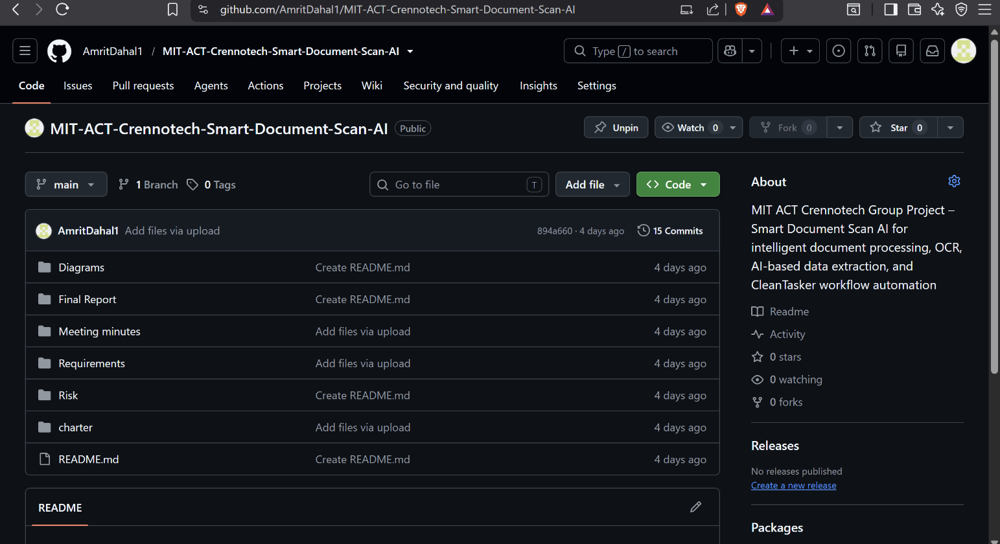 github.com/AmritDahal1/MIT-ACT-Crennotech-Smart-Document-Scan-AI
AmritDahal1 / MIT-ACT-Crennotech-Smart-Document-Scan-AI
Type / to search
Code Issues Pull requests Agents Actions Projects Wiki Security and quality Insights Settings
MIT-ACT-Crennotech-Smart-Document-Scan-AI Public
Unpin Watch 0 Fork 0 Star 0
main 1 Branch 0 Tags Go to file T Add file Code
AmritDahal1 Add files via upload 894a660 · 4 days ago 15 Commits
Diagrams Create README.md 4 days ago
Final Report Create README.md 4 days ago
Meeting minutes Add files via upload 4 days ago
Requirements Add files via upload 4 days ago
Risk Create README.md 4 days ago
charter Add files via upload 4 days ago
README.md Create README.md 4 days ago
README
About
MIT ACT Crennotech Group Project –
Smart Document Scan AI for
intelligent document processing, OCR,
AI-based data extraction, and
CleanTasker workflow automation
Readme
Activity
0 stars
0 watching
0 forks
Releases
No releases published
Create a new release
Packages